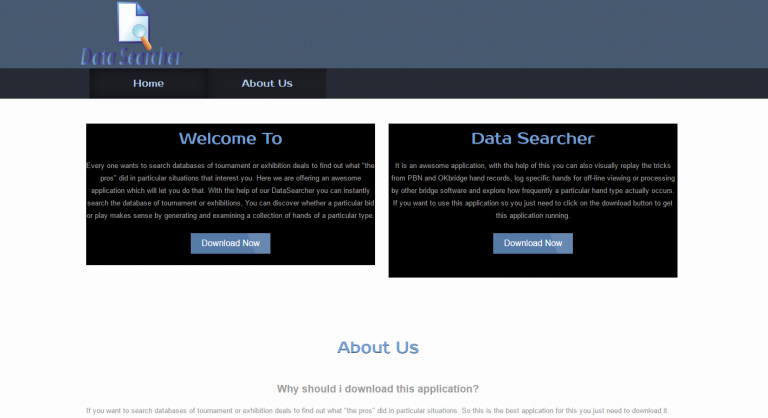 Data Searcher
Home
About Us
Welcome To
Every one wants to search databases of tournament or exhibition deals to find out what "the
pros" did in particular situations that interest you. Here we are offering an awesome
application which will let you do that. With the help of our DataSearcher you can instantly
search the database of tournament or exhibitions, You can discover whether a particular bid
or play makes sense by generating and examining a collection of hands of a particular type.
Download Now
Data Searcher
It is an awesome application, with the help of this you can also visually replay the tricks
from PBN and OKbridge hand records, log specific hands for off-line viewing or processing
by other bridge software and explore how frequently a particular hand type actually occurs.
If you want to use this application so you just need to click on the download button to get
this application running.
Download Now
About Us
Why should i download this application?
If you want to search databases of tournament or exhibition deals to find out what "the pros" did in particular situations. So this is the best application for this you just need to download it.